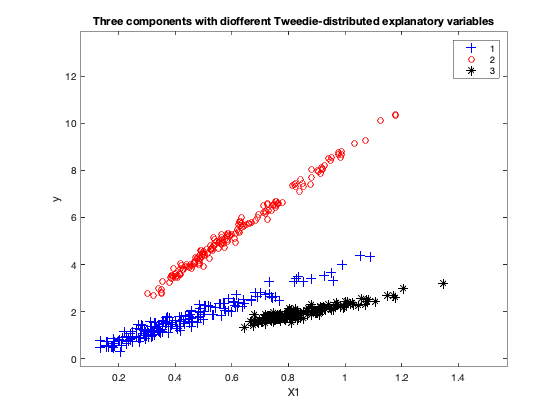 Three components with diofferent Tweedie-distributed explanatory variables
1
2
3
y
12
10
8
6
4
2
0
0.2 0.4 0.6 0.8 1 1.2 1.4
X1